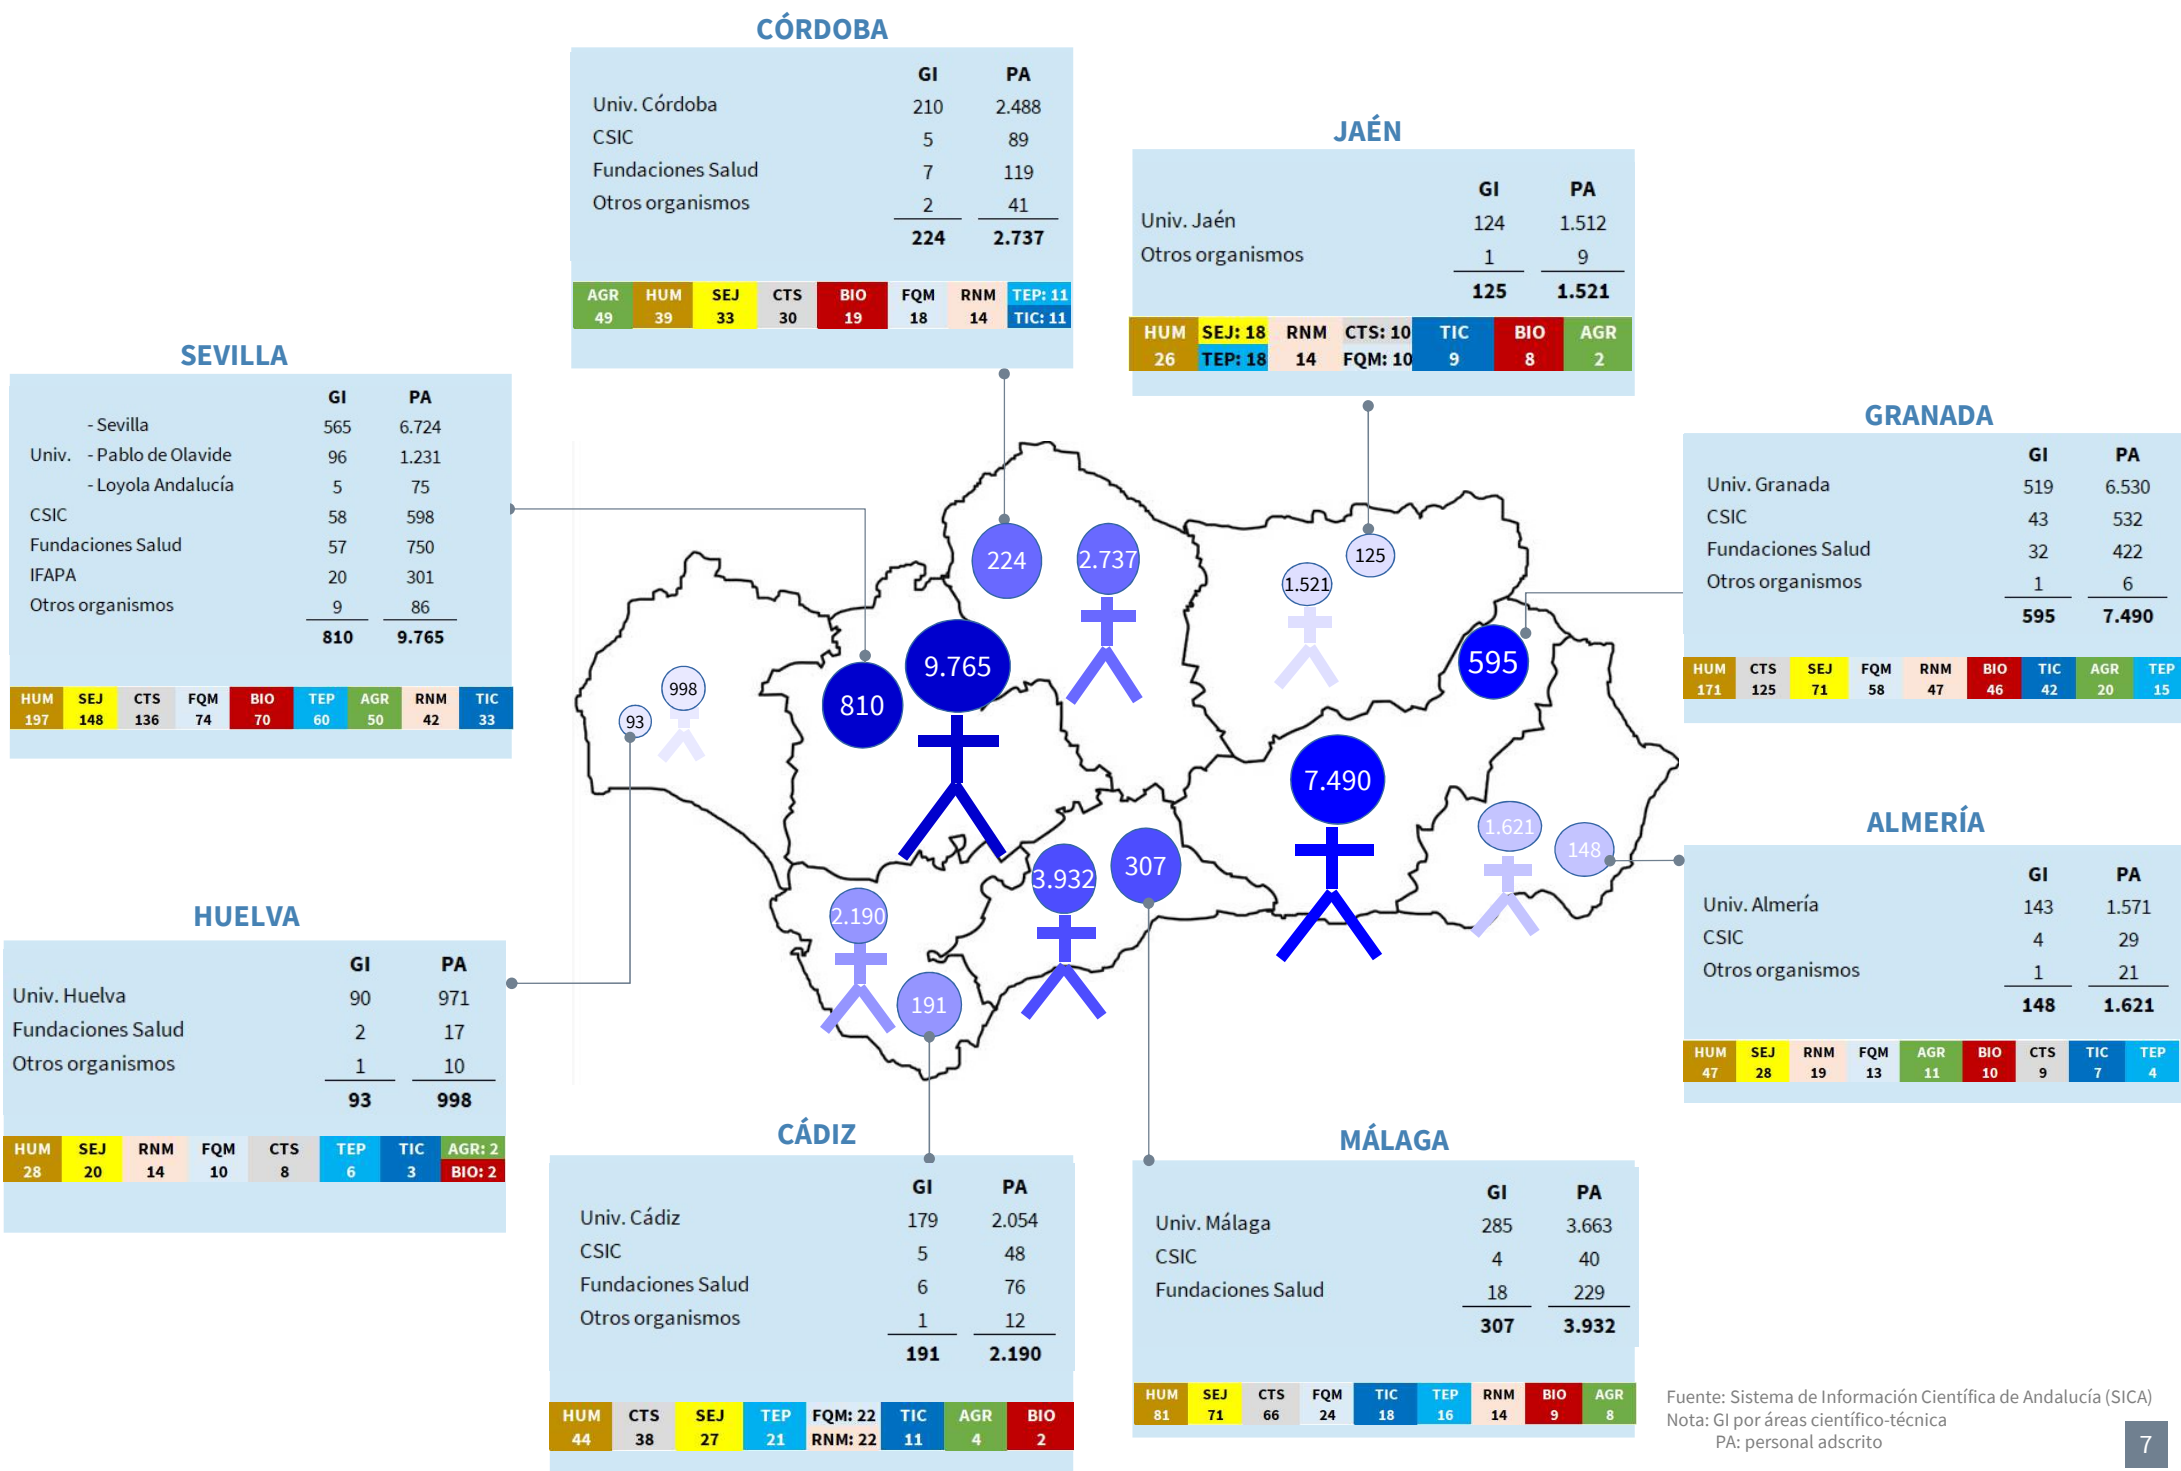 CÓRDOBA
GI PA
Univ. Córdoba 210 2.488
CSIC 5 89
Fundaciones Salud 7 119
Otros organismos 2 41
224 2.737
AGR HUM SEJ CTS BIO FQM RNM TEP: 11
49 39 33 30 19 18 14 TIC: 11
JAÉN
GI PA
Univ. Jaén 124 1.512
Otros organismos 1 9
125 1.521
HUM SEJ: 18 RNM CTS: 10 TIC BIO AGR
26 TEP: 18 14 FQM: 10 9 8 2
SEVILLA
GI PA
- Sevilla 565 6.724
Univ. - Pablo de Olavide 96 1.231
- Loyola Andalucía 5 75
CSIC 58 598
Fundaciones Salud 57 750
IFAPA 20 301
Otros organismos 9 86
810 9.765
HUM SEJ CTS FQM BIO TEP AGR RNM TIC
197 148 136 74 70 60 50 42 33
GRANADA
GI PA
Univ. Granada 519 6.530
CSIC 43 532
Fundaciones Salud 32 422
Otros organismos 1 6
595 7.490
HUM CTS SEJ FQM RNM BIO TIC AGR TEP
171 125 71 58 47 46 42 20 15
224
2.737
125
1.521
595
9.765
810
998
93
7.490
1.621
148
3.932
307
2.190
191
ALMERÍA
GI PA
Univ. Almería 143 1.571
CSIC 4 29
Otros organismos 1 21
148 1.621
HUM SEJ RNM FQM AGR BIO CTS TIC TEP
47 28 19 13 11 10 9 7 4
HUELVA
GI PA
Univ. Huelva 90 971
Fundaciones Salud 2 17
Otros organismos 1 10
93 998
HUM SEJ RNM FQM CTS TEP TIC AGR: 2
28 20 14 10 8 6 3 BIO: 2
CÁDIZ
GI PA
Univ. Cádiz 179 2.054
CSIC 5 48
Fundaciones Salud 6 76
Otros organismos 1 12
191 2.190
HUM CTS SEJ TEP FQM: 22 TIC AGR BIO
44 38 27 21 RNM: 22 11 4 2
MÁLAGA
GI PA
Univ. Málaga 285 3.663
CSIC 4 40
Fundaciones Salud 18 229
307 3.932
HUM SEJ CTS FQM TIC TEP RNM BIO AGR
81 71 66 24 18 16 14 9 8
Fuente: Sistema de Información Científica de Andalucía (SICA)
Nota: GI por áreas científico-técnica
PA: personal adscrito
7